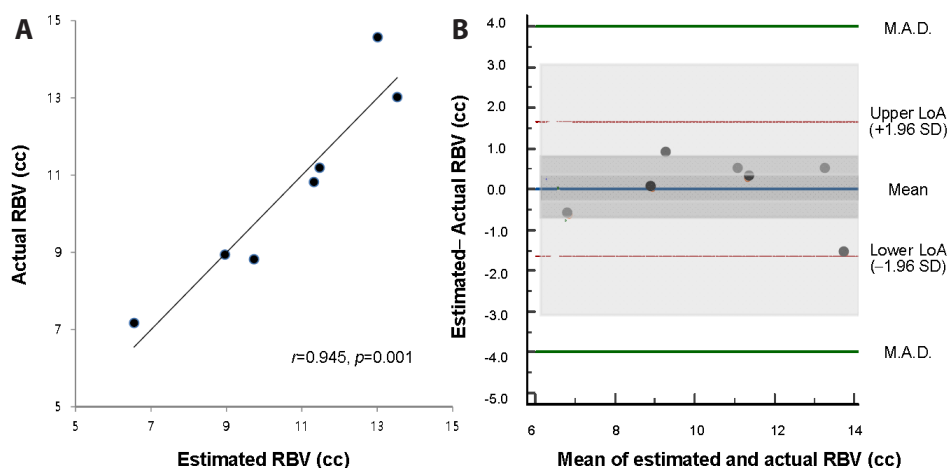 A
15
13
11
9
7
5
5
7
9
11
13
15
Actual RBV (cc)
Estimated RBV (cc)
r=0.945, p=0.001
B
4.0
3.0
2.0
1.0
0.0
-1.0
-2.0
-3.0
-4.0
-5.0
6
8
10
12
14
Estimated–Actual RBV (cc)
Mean of estimated and actual RBV (cc)
M.A.D.
Upper LoA
(+1.96 SD)
Mean
Lower LoA
(–1.96 SD)
M.A.D.